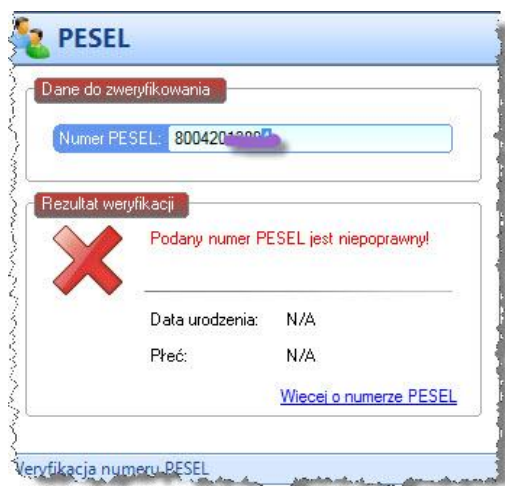 PESEL
Dane do zweryfikowania
Numer PESEL:
Rezultat weryfikacji
Podany numer PESEL jest niepoprawny!
Data urodzenia: N/A
Płeć: N/A
Więcej o numerze PESEL
Weryfikacja numeru PESEL